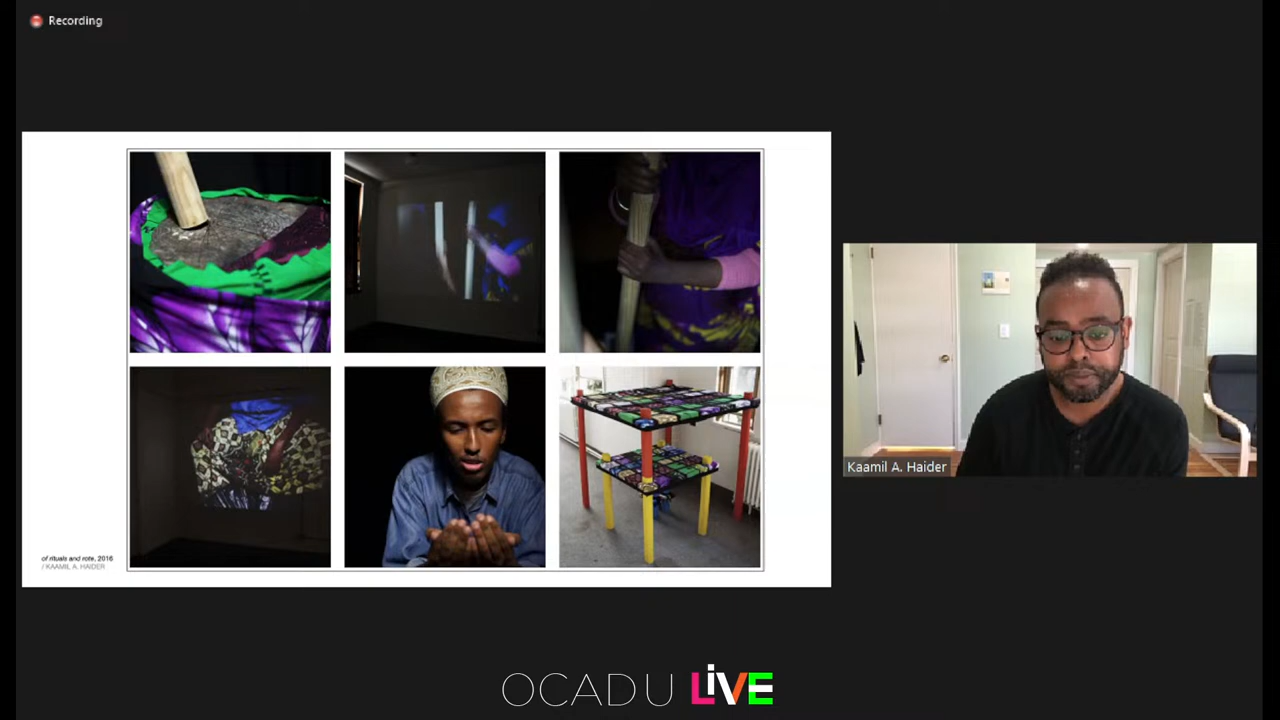 Recording
of rituals and rote, 2016
/ KAAMIL A. HAIDER
Kaamil A. Haider
OCADU LiVE